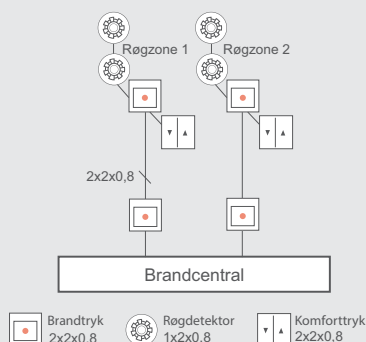 Røgzone 1
Røgzone 2
2x2x0,8
Brandcentral
Brandtryk
2x2x0,8
Røgdetektor
1x2x0,8
Komforttryk
2x2x0,8